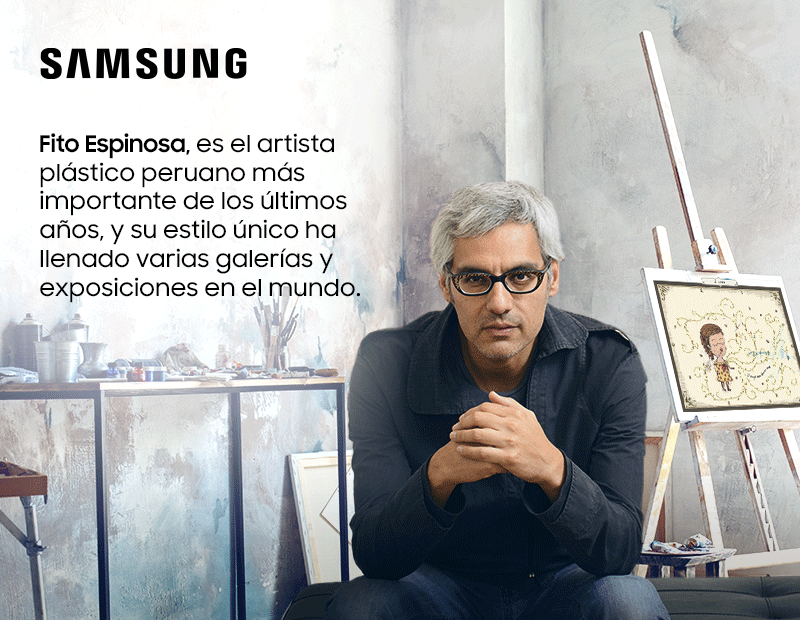 SAMSUNG
Fito Espinosa, es el artista
plástico peruano más
importante de los últimos
años, y su estilo único ha
llenado varias galerías y
exposiciones en el mundo.